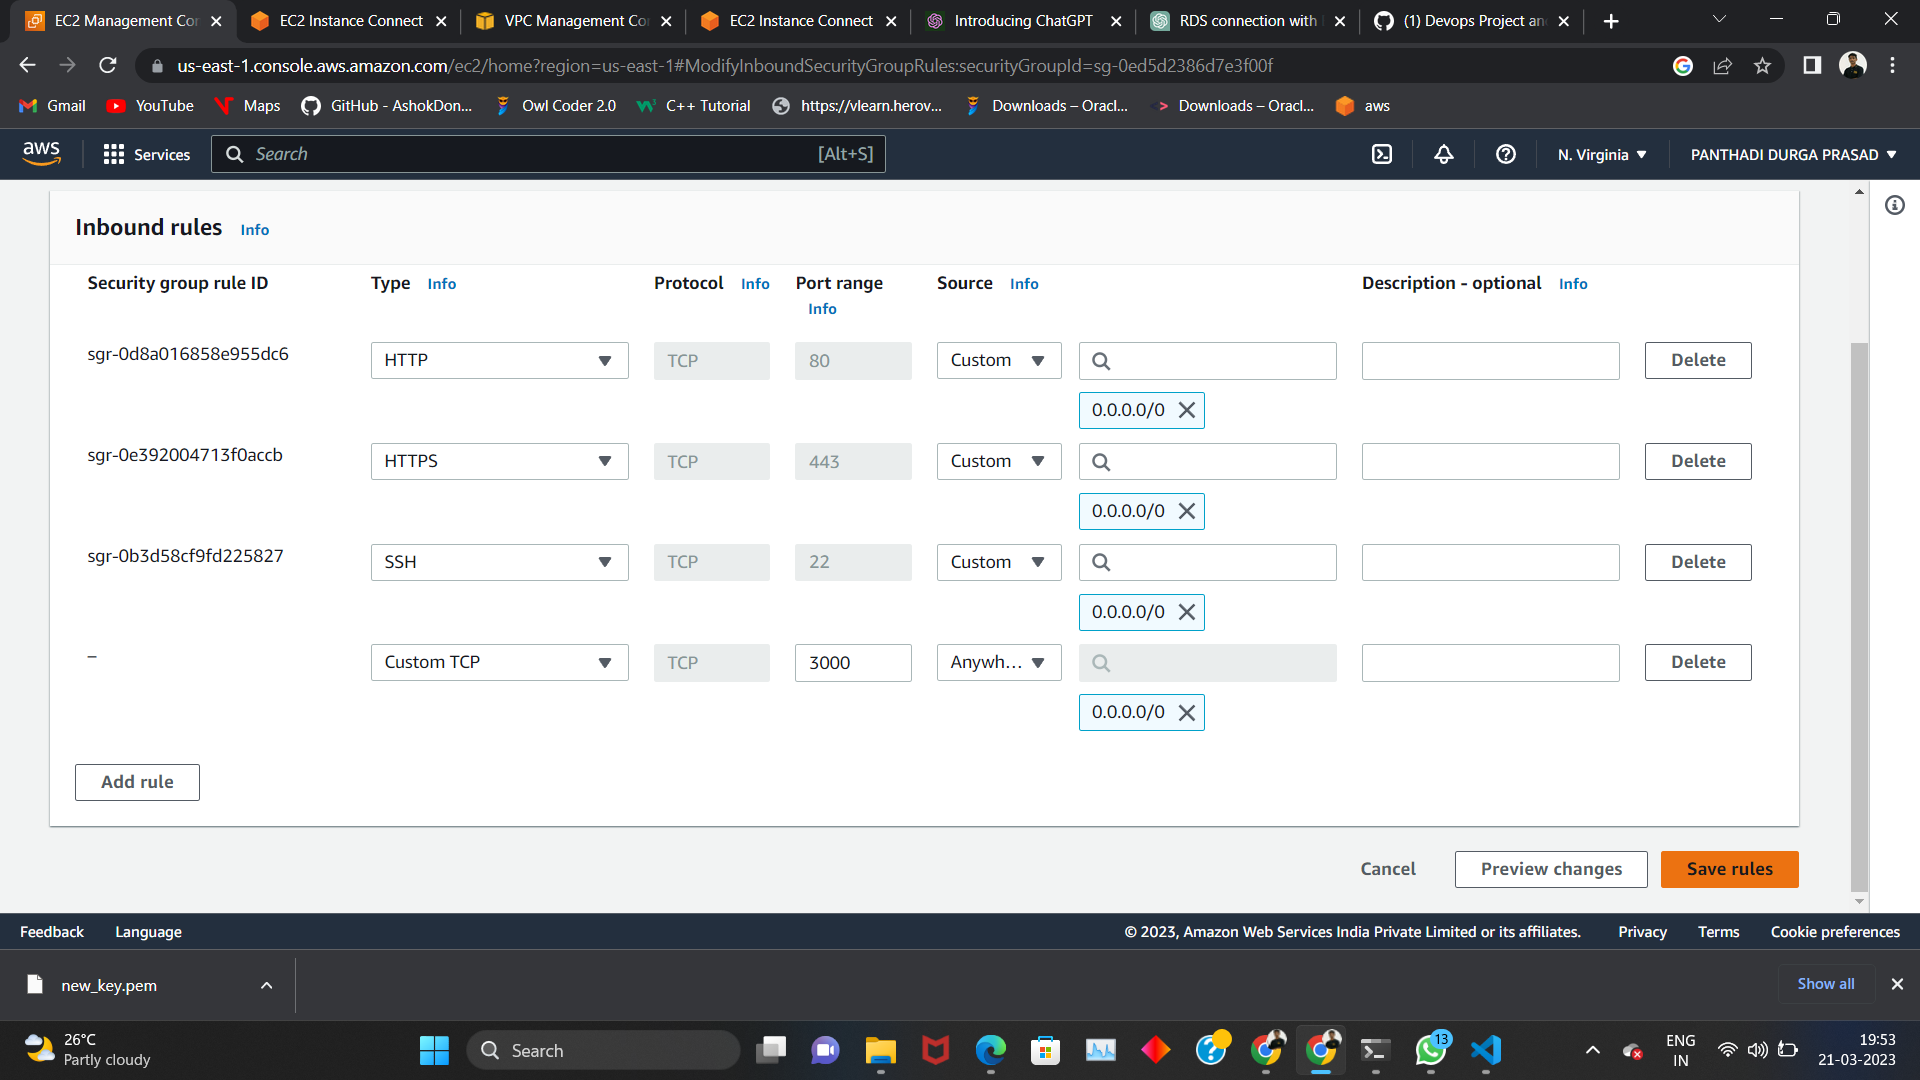 EC2 Management Con
EC2 Instance Connect
VPC Management Co
EC2 Instance Connect
Introducing ChatGPT
RDS connection with
(1) Devops Project an
us-east-1.console.aws.amazon.com/ec2/home?region=us-east-1#ModifyInboundSecurityGroupRules:securityGroupId=sg-0ed5d2386d7e3f00f
Gmail
YouTube
Maps
GitHub - AshokDon...
Owl Coder 2.0
C++ Tutorial
https://vlearn.herov...
Downloads – Oracl...
Downloads – Oracl...
aws
aws
Services
Search
[Alt+S]
N. Virginia
PANTHADI DURGA PRASAD
Inbound rules Info
Security group rule ID
Type Info
Protocol Info
Port range
Info
Source Info
Description - optional Info
sgr-0d8a016858e955dc6
HTTP
TCP
80
Custom
Delete
0.0.0.0/0
sgr-0e392004713f0accb
HTTPS
TCP
443
Custom
Delete
0.0.0.0/0
sgr-0b3d58cf9fd225827
SSH
TCP
22
Custom
Delete
0.0.0.0/0
–
Custom TCP
TCP
3000
Anywh...
Delete
0.0.0.0/0
Add rule
Cancel
Preview changes
Save rules
Feedback
Language
© 2023, Amazon Web Services India Private Limited or its affiliates.
Privacy
Terms
Cookie preferences
new_key.pem
Show all
26°C
Partly cloudy
Search
13
ENG
IN
19:53
21-03-2023